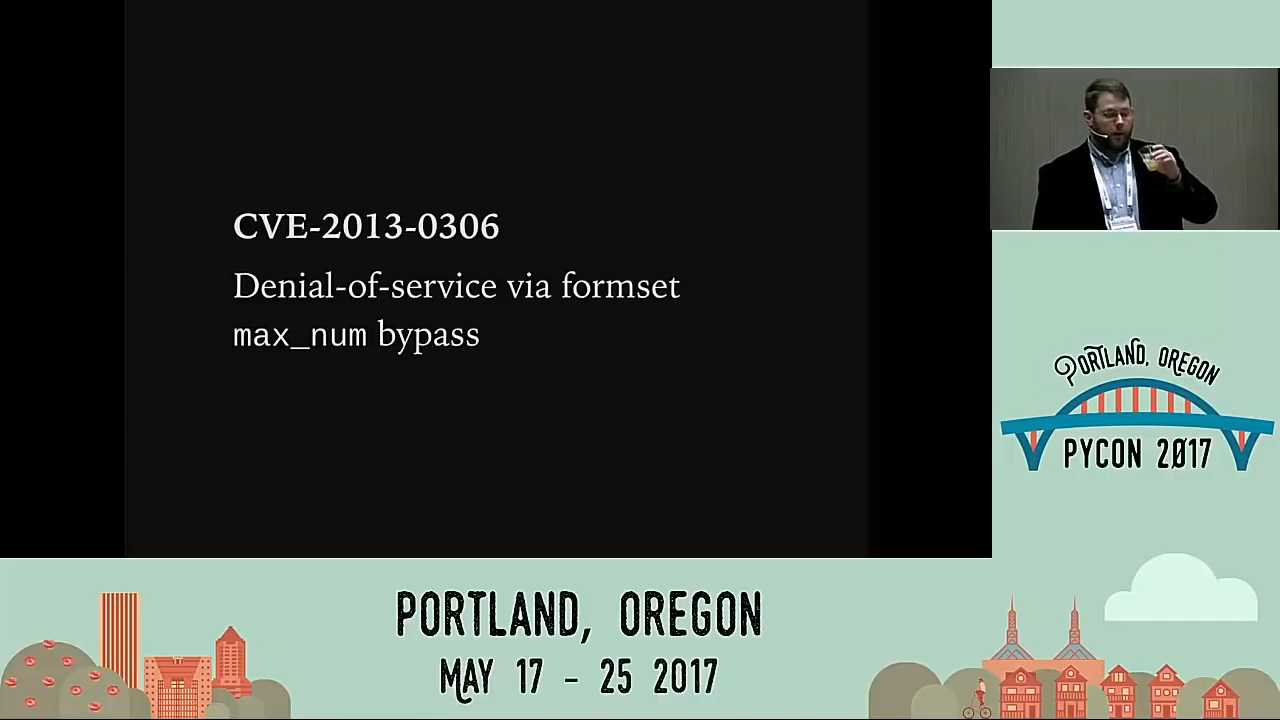 CVE-2013-0306
Denial-of-service via formset
max_num bypass
PORTLAND, OREGON
PYCON 2017
PORTLAND, OREGON
MAY 17 - 25 2017